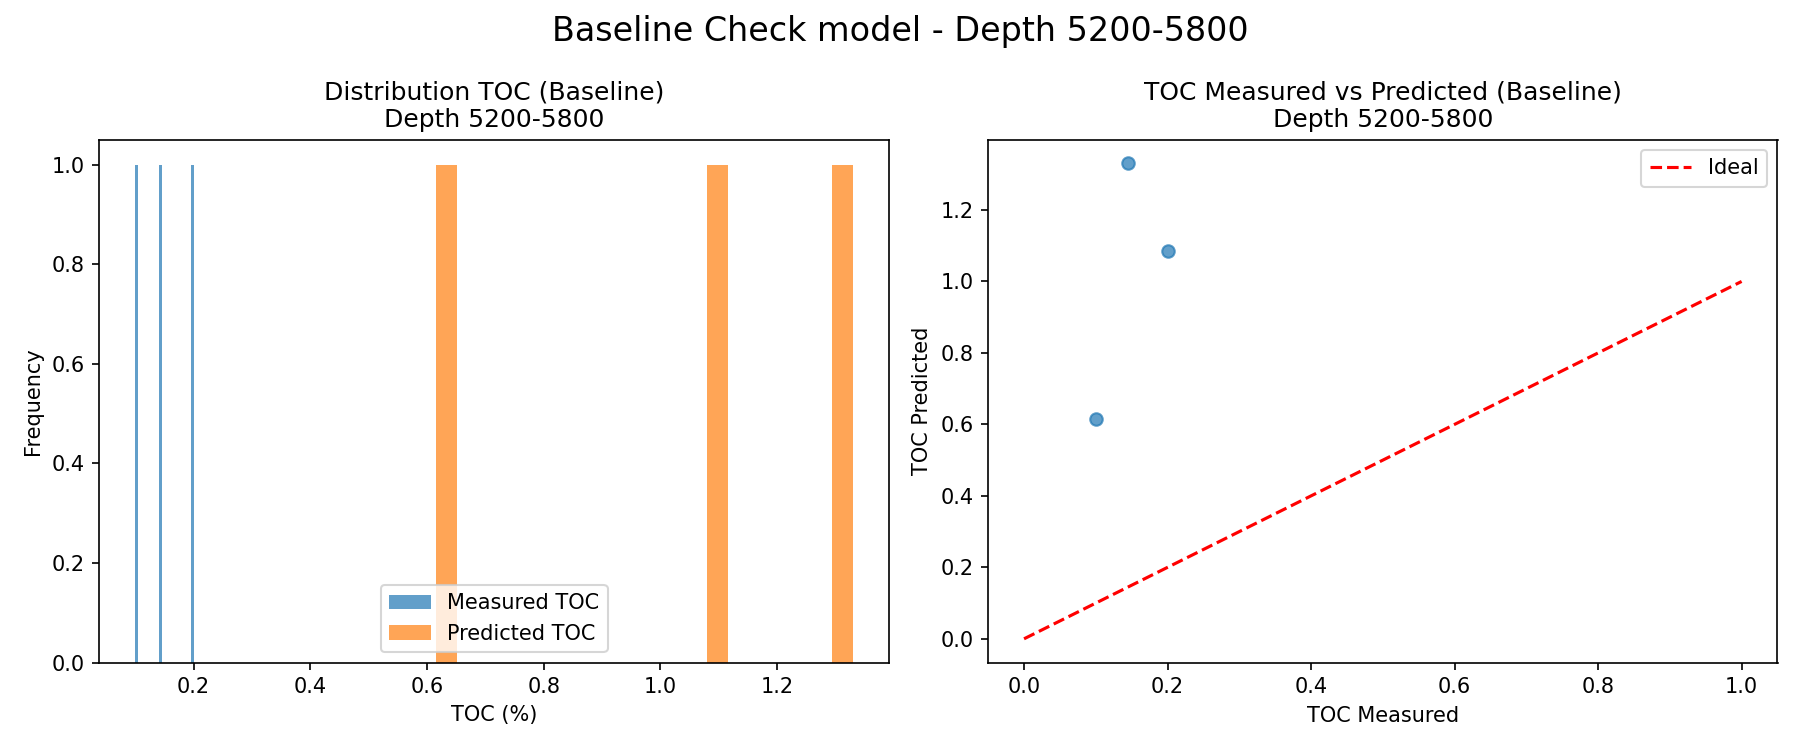 Baseline Check model - Depth 5200-5800
Distribution TOC (Baseline)
Depth 5200-5800
Frequency
1.0
0.8
0.6
0.4
0.2
0.0
Measured TOC
Predicted TOC
0.2 0.4 0.6 0.8 1.0 1.2
TOC (%)
TOC Measured vs Predicted (Baseline)
Depth 5200-5800
TOC Predicted
1.2
1.0
0.8
0.6
0.4
0.2
0.0
Ideal
0.0 0.2 0.4 0.6 0.8 1.0
TOC Measured